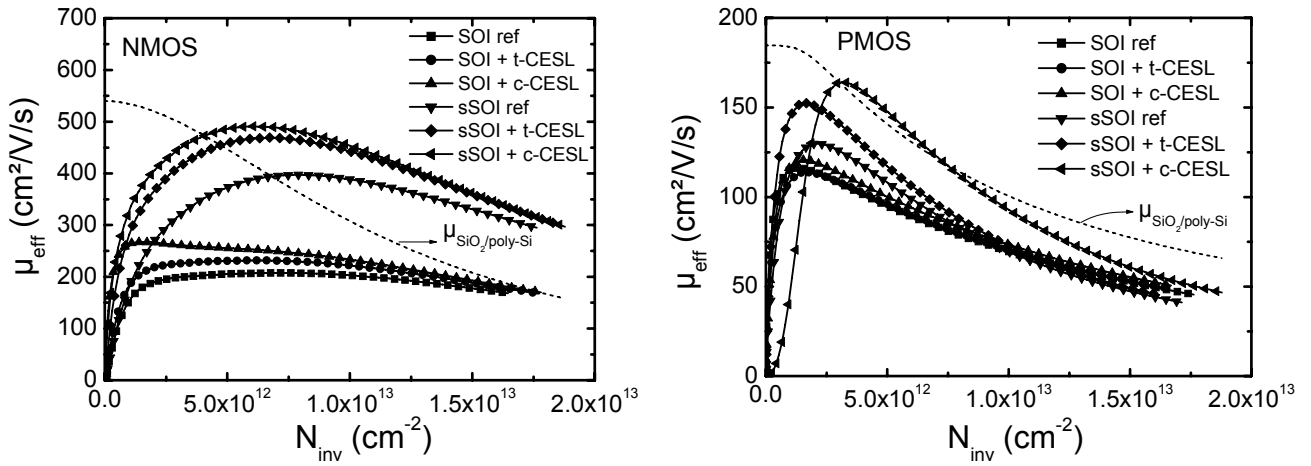 NMOS
SOI ref
SOI + t-CESL
SOI + c-CESL
sSOI ref
sSOI + t-CESL
sSOI + c-CESL
μSiO2/poly-Si
700
600
500
400
300
200
100
0
μeff (cm²/V/s)
0.0
5.0x10^12
1.0x10^13
1.5x10^13
2.0x10^13
Ninv (cm^-2)
PMOS
SOI ref
SOI + t-CESL
SOI + c-CESL
sSOI ref
sSOI + t-CESL
sSOI + c-CESL
μSiO2/poly-Si
200
150
100
50
0
μeff (cm²/V/s)
0.0
5.0x10^12
1.0x10^13
1.5x10^13
2.0x10^13
Ninv (cm^-2)